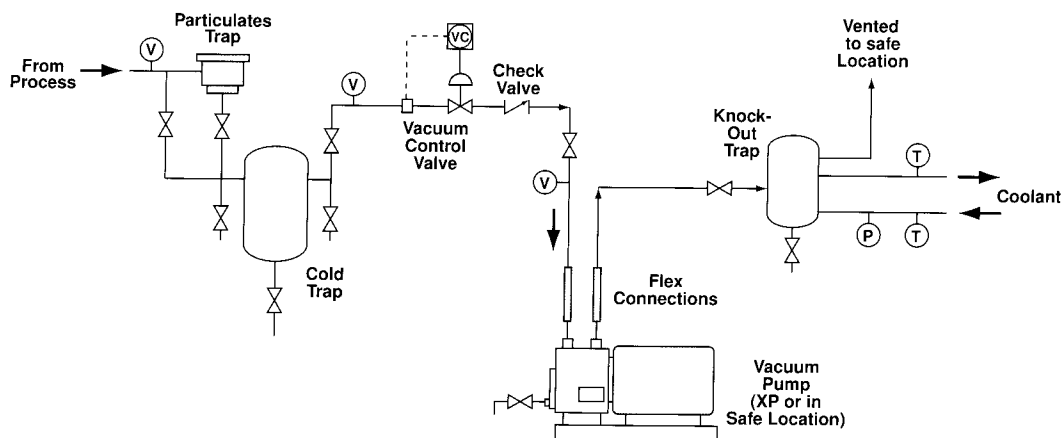 Particulates
Trap
From
Process
V
V
VC
Check
Valve
Vacuum
Control
Valve
V
Cold
Trap
Flex
Connections
Vacuum
Pump
(XP or in
Safe Location)
Knock-
Out
Trap
Vented
to safe
Location
T
Coolant
P
T